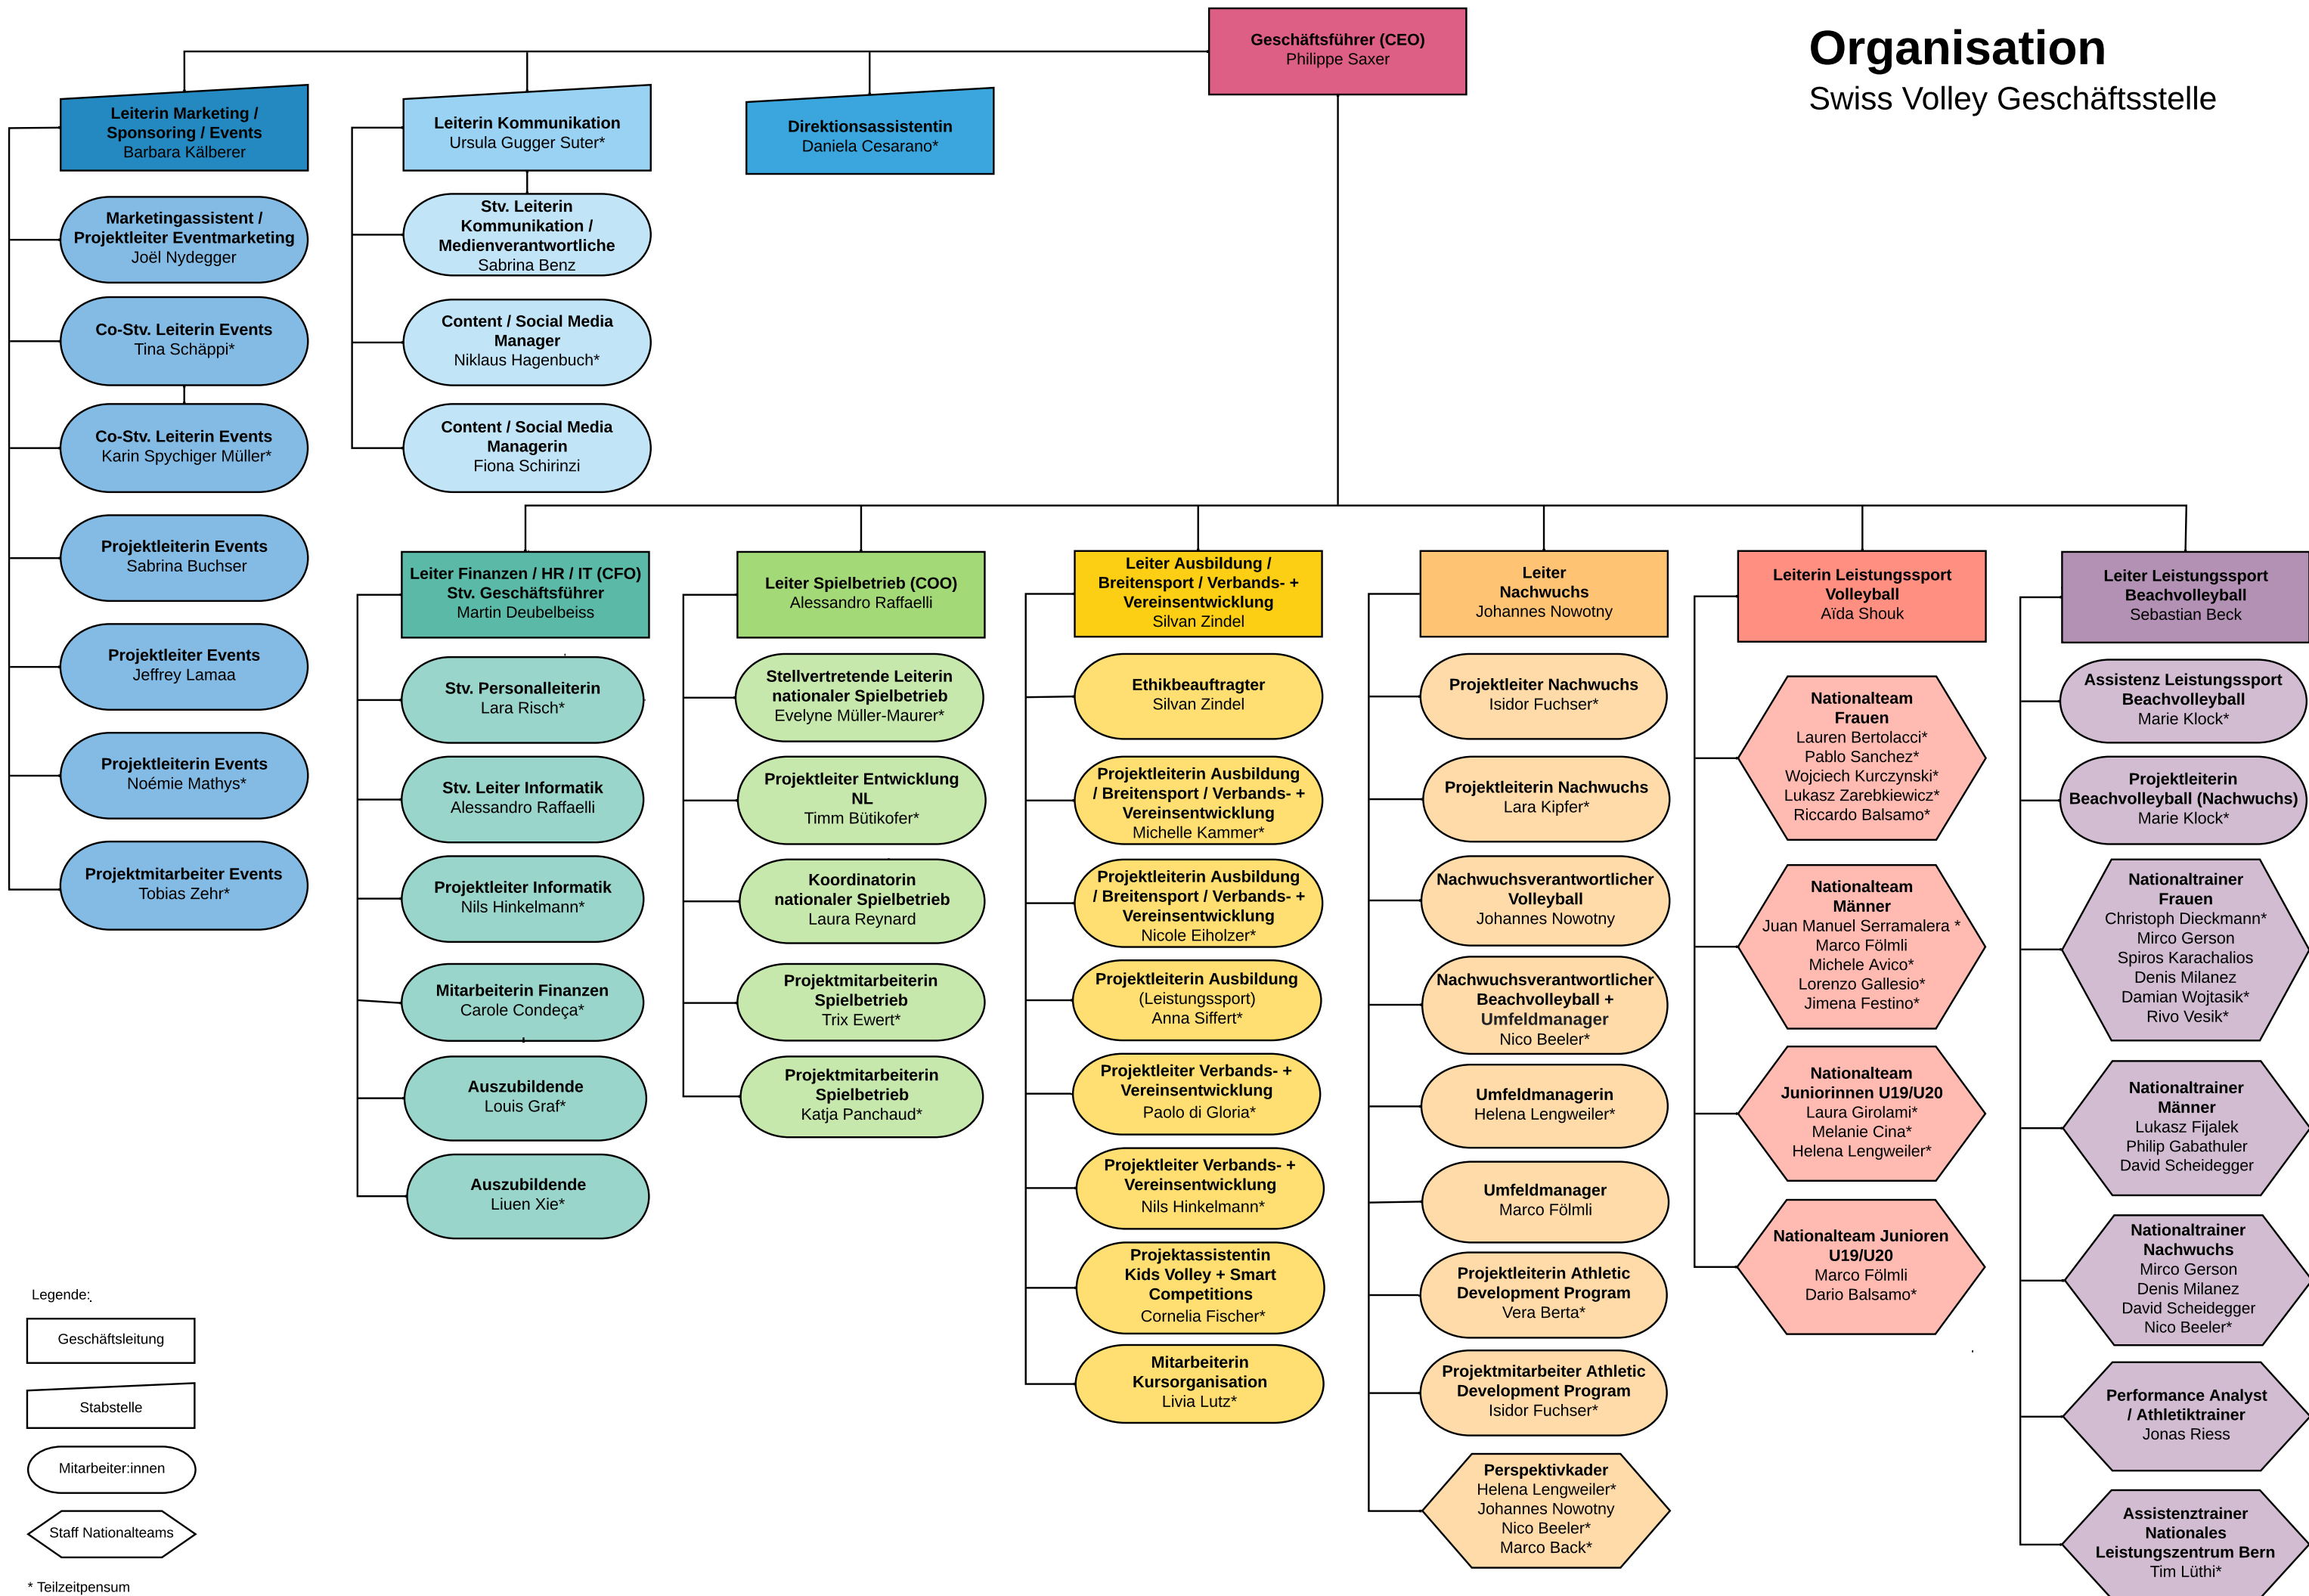 Organisation
Swiss Volley Geschäftsstelle
Geschäftsführer (CEO)
Philippe Saxer
Leiterin Marketing /
Sponsoring / Events
Barbara Kälberer
Marketingassistent /
Projektleiter Eventmarketing
Joël Nydegger
Co-Stv. Leiterin Events
Tina Schäppi*
Co-Stv. Leiterin Events
Karin Spychiger Müller*
Projektleiterin Events
Sabrina Buchser
Projektleiter Events
Jeffrey Lamaa
Projektleiterin Events
Noémie Mathys*
Projektmitarbeiter Events
Tobias Zehr*
Leiterin Kommunikation
Ursula Gugger Suter*
Stv. Leiterin
Kommunikation /
Medienverantwortliche
Sabrina Benz
Content / Social Media
Manager
Niklaus Hagenbuch*
Content / Social Media
Managerin
Fiona Schirinzi
Direktionsassistentin
Daniela Cesarano*
Leiter Finanzen / HR / IT (CFO)
Stv. Geschäftsführer
Martin Deubelbeiss
Stv. Personalleiterin
Lara Risch*
Stv. Leiter Informatik
Alessandro Raffaelli
Projektleiter Informatik
Nils Hinkelmann*
Mitarbeiterin Finanzen
Carole Condeça*
Auszubildende
Louis Graf*
Auszubildende
Liuen Xie*
Leiter Spielbetrieb (COO)
Alessandro Raffaelli
Stellvertretende Leiterin
nationaler Spielbetrieb
Evelyne Müller-Maurer*
Projektleiter Entwicklung
NL
Timm Bütikofer*
Koordinatorin
nationaler Spielbetrieb
Laura Reynard
Projektmitarbeiterin
Spielbetrieb
Trix Ewert*
Projektmitarbeiterin
Spielbetrieb
Katja Panchaud*
Leiter Ausbildung /
Breitensport / Verbands- +
Vereinsentwicklung
Silvan Zindel
Ethikbeauftragter
Silvan Zindel
Projektleiterin Ausbildung
/ Breitensport / Verbands- +
Vereinsentwicklung
Michelle Kammer*
Projektleiterin Ausbildung
/ Breitensport / Verbands- +
Vereinsentwicklung
Nicole Eiholzer*
Projektleiterin Ausbildung
(Leistungssport)
Anna Siffert*
Projektleiter Verbands- +
Vereinsentwicklung
Paolo di Gloria*
Projektleiter Verbands- +
Vereinsentwicklung
Nils Hinkelmann*
Projektassistentin
Kids Volley + Smart
Competitions
Cornelia Fischer*
Mitarbeiterin
Kursorganisation
Livia Lutz*
Leiter
Nachwuchs
Johannes Nowotny
Projektleiter Nachwuchs
Isidor Fuchser*
Projektleiterin Nachwuchs
Lara Kipfer*
Nachwuchsverantwortlicher
Volleyball
Johannes Nowotny
Nachwuchsverantwortlicher
Beachvolleyball +
Umfeldmanager
Nico Beeler*
Umfeldmanagerin
Helena Lengweiler*
Umfeldmanager
Marco Fölmli
Projektleiterin Athletic
Development Program
Vera Berta*
Projektmitarbeiter Athletic
Development Program
Isidor Fuchser*
Perspektivkader
Helena Lengweiler*
Johannes Nowotny
Nico Beeler*
Marco Back*
Leiterin Leistungssport
Volleyball
Aïda Shouk
Nationalteam
Frauen
Lauren Bertolacci*
Pablo Sanchez*
Wojciech Kurczynski*
Lukasz Zarebkiewicz*
Riccardo Balsamo*
Nationalteam
Männer
Juan Manuel Serramalera *
Marco Fölmli
Michele Avico*
Lorenzo Gallesio*
Jimena Festino*
Nationalteam
Juniorinnen U19/U20
Laura Girolami*
Melanie Cina*
Helena Lengweiler*
Nationalteam Junioren
U19/U20
Marco Fölmli
Dario Balsamo*
Leiter Leistungssport
Beachvolleyball
Sebastian Beck
Assistenz Leistungssport
Beachvolleyball
Marie Klock*
Projektleiterin
Beachvolleyball (Nachwuchs)
Marie Klock*
Nationaltrainer
Frauen
Christoph Dieckmann*
Mirco Gerson
Spiros Karachalios
Denis Milanez
Damian Wojtasik*
Rivo Vesik*
Nationaltrainer
Männer
Lukasz Fijalek
Philip Gabathuler
David Scheidegger
Nationaltrainer
Nachwuchs
Mirco Gerson
Denis Milanez
David Scheidegger
Nico Beeler*
Performance Analyst
/ Athletiktrainer
Jonas Riess
Assistenztrainer
Nationales
Leistungszentrum Bern
Tim Lüthi*
Legende:
Geschäftsleitung
Stabstelle
Mitarbeiter:innen
Staff Nationalteams
* Teilzeitpensum